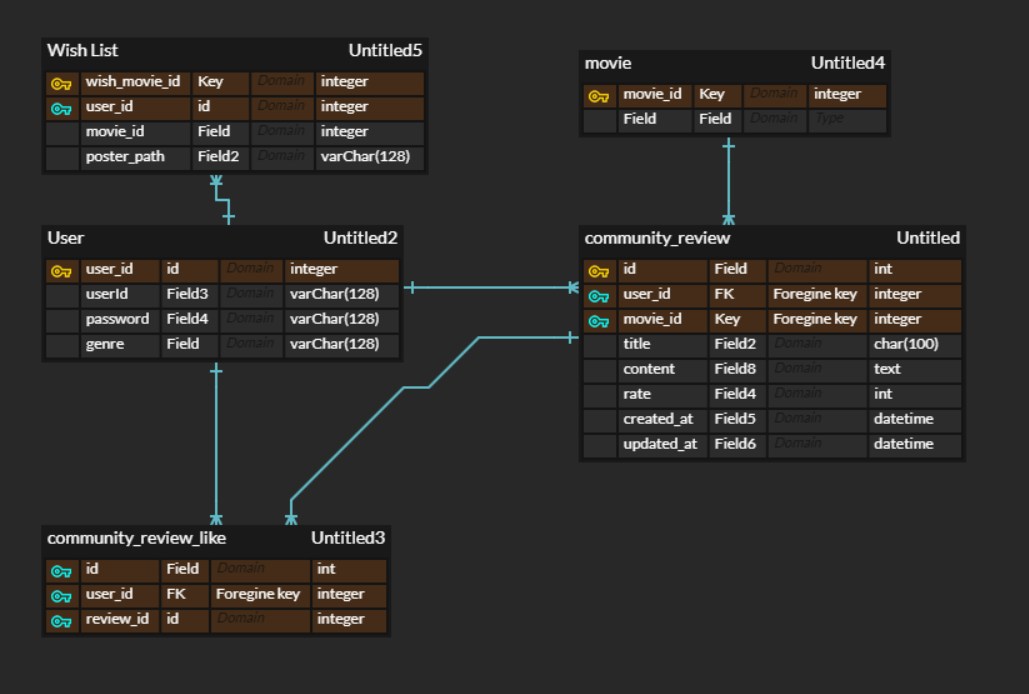 Wish List Untitled5
wish_movie_id Key Domain integer
user_id id Domain integer
movie_id Field Domain integer
poster_path Field2 Domain varChar(128)
movie Untitled4
movie_id Key Domain integer
Field Field Domain Type
User Untitled2
user_id id Domain integer
userId Field3 Domain varChar(128)
password Field4 Domain varChar(128)
genre Field Domain varChar(128)
community_review Untitled
id Field Domain int
user_id FK Foregine key integer
movie_id Key Foregine key integer
title Field2 Domain char(100)
content Field8 Domain text
rate Field4 Domain int
created_at Field5 Domain datetime
updated_at Field6 Domain datetime
community_review_like Untitled3
id Field Domain int
user_id FK Foregine key integer
review_id id Domain integer